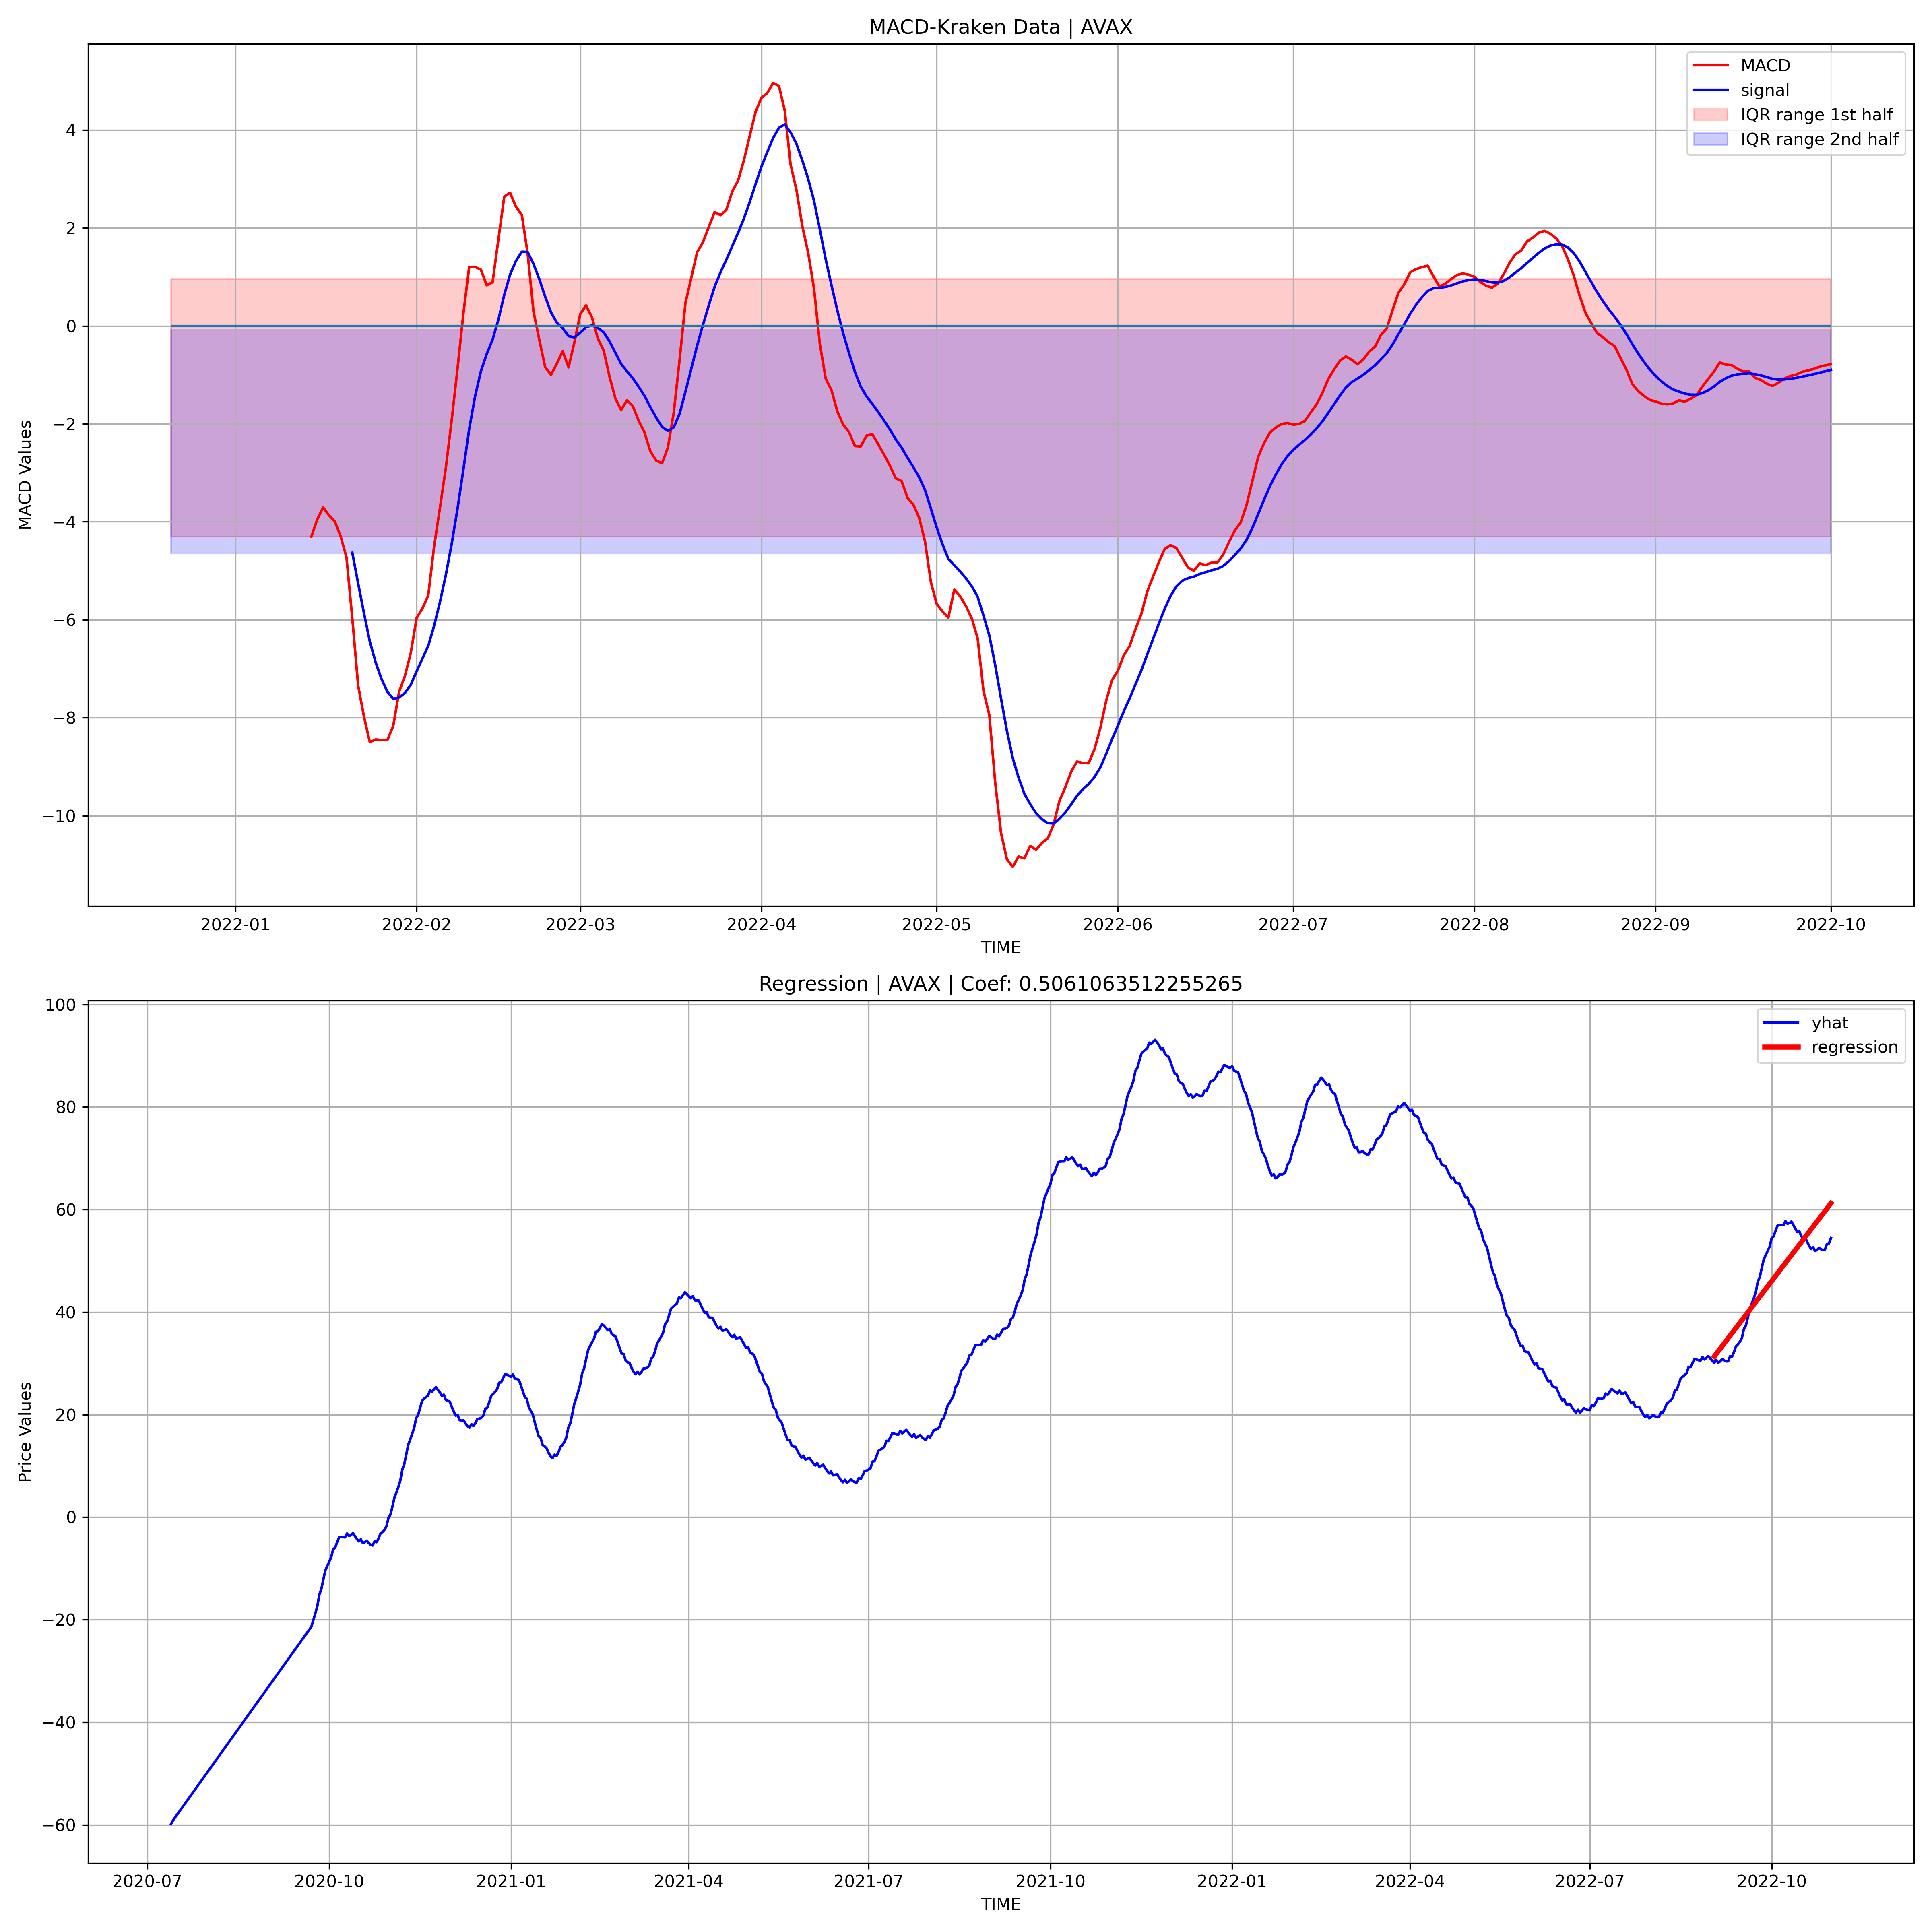 MACD-Kraken Data | AVAX
MACD
signal
IQR range 1st half
IQR range 2nd half
MACD Values
4
2
0
−2
−4
−6
−8
−10
2022-01 2022-02 2022-03 2022-04 2022-05 2022-06 2022-07 2022-08 2022-09 2022-10
TIME
Regression | AVAX | Coef: 0.5061063512255265
yhat
regression
Price Values
100
80
60
40
20
0
−20
−40
−60
2020-07 2020-10 2021-01 2021-04 2021-07 2021-10 2022-01 2022-04 2022-07 2022-10
TIME